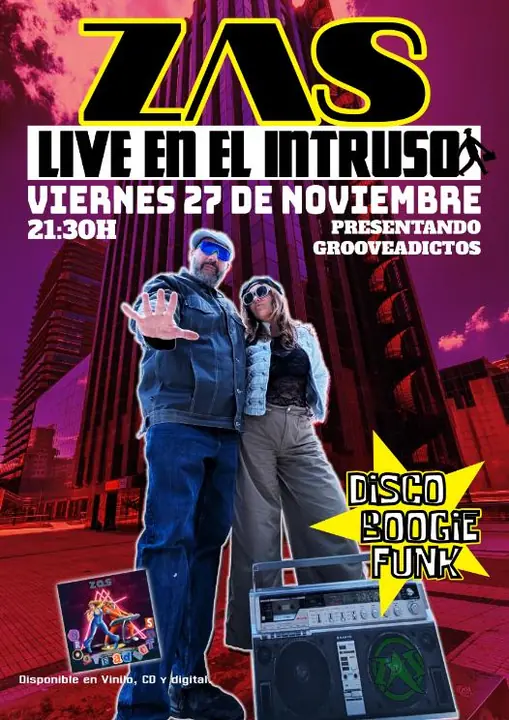 ZAS
LIVE EN EL INTRUSO
VIERNES 27 DE NOVIEMBRE
21:30H
PRESENTANDO
GROOVEADICTOS
DISCO
BOOGIE
FUNK
ZAS
Disponible en Vinilo, CD y digital
ZAS